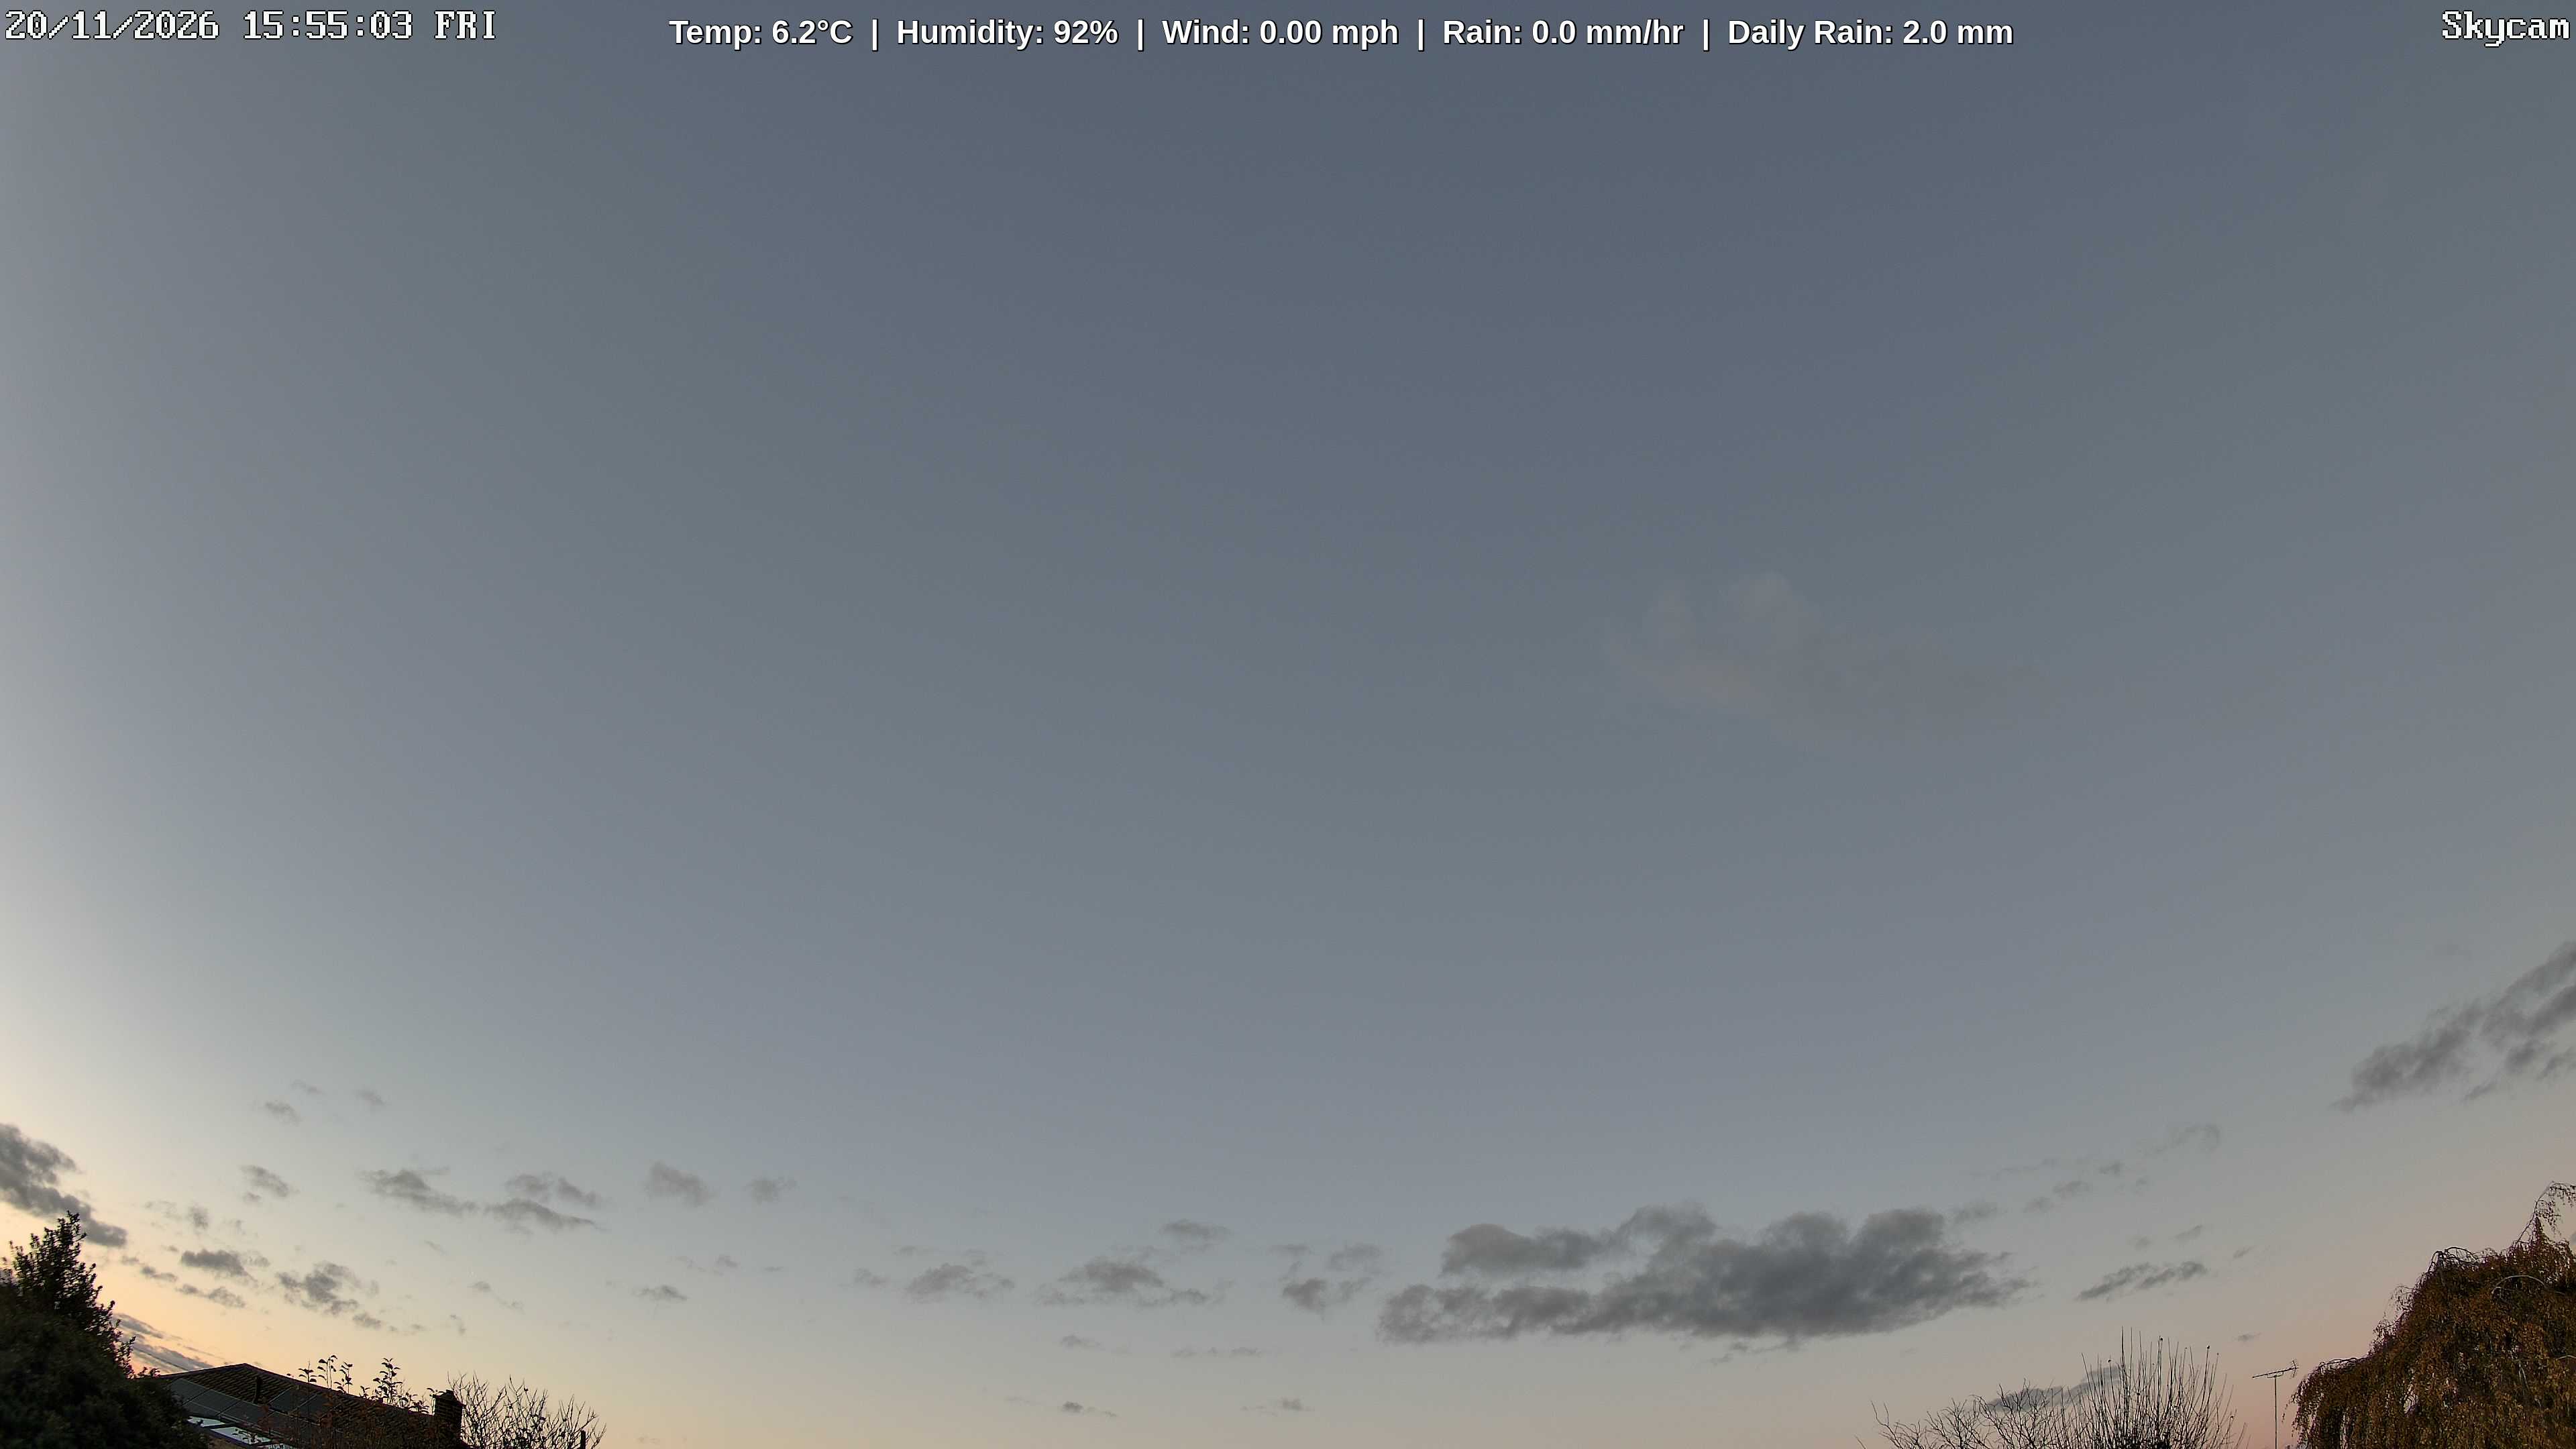 20/11/2026 15:55:03 FRI
Temp: 6.2°C | Humidity: 92% | Wind: 0.00 mph | Rain: 0.0 mm/hr | Daily Rain: 2.0 mm
Skycam